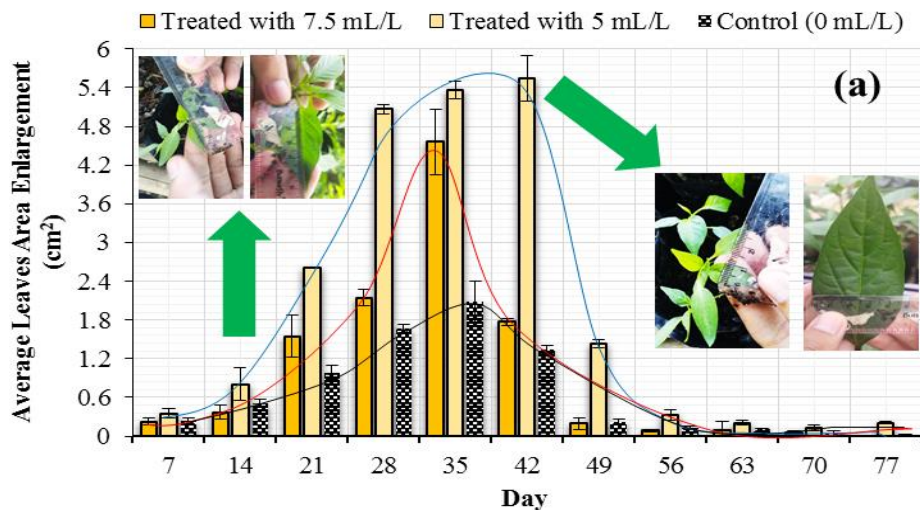 Treated with 7.5 mL/L Treated with 5 mL/L Control (0 mL/L)
Average Leaves Area Enlargement
(cm²)
6
5.4
4.8
4.2
3.6
3
2.4
1.8
1.2
0.6
0
(a)
7 14 21 28 35 42 49 56 63 70 77
Day